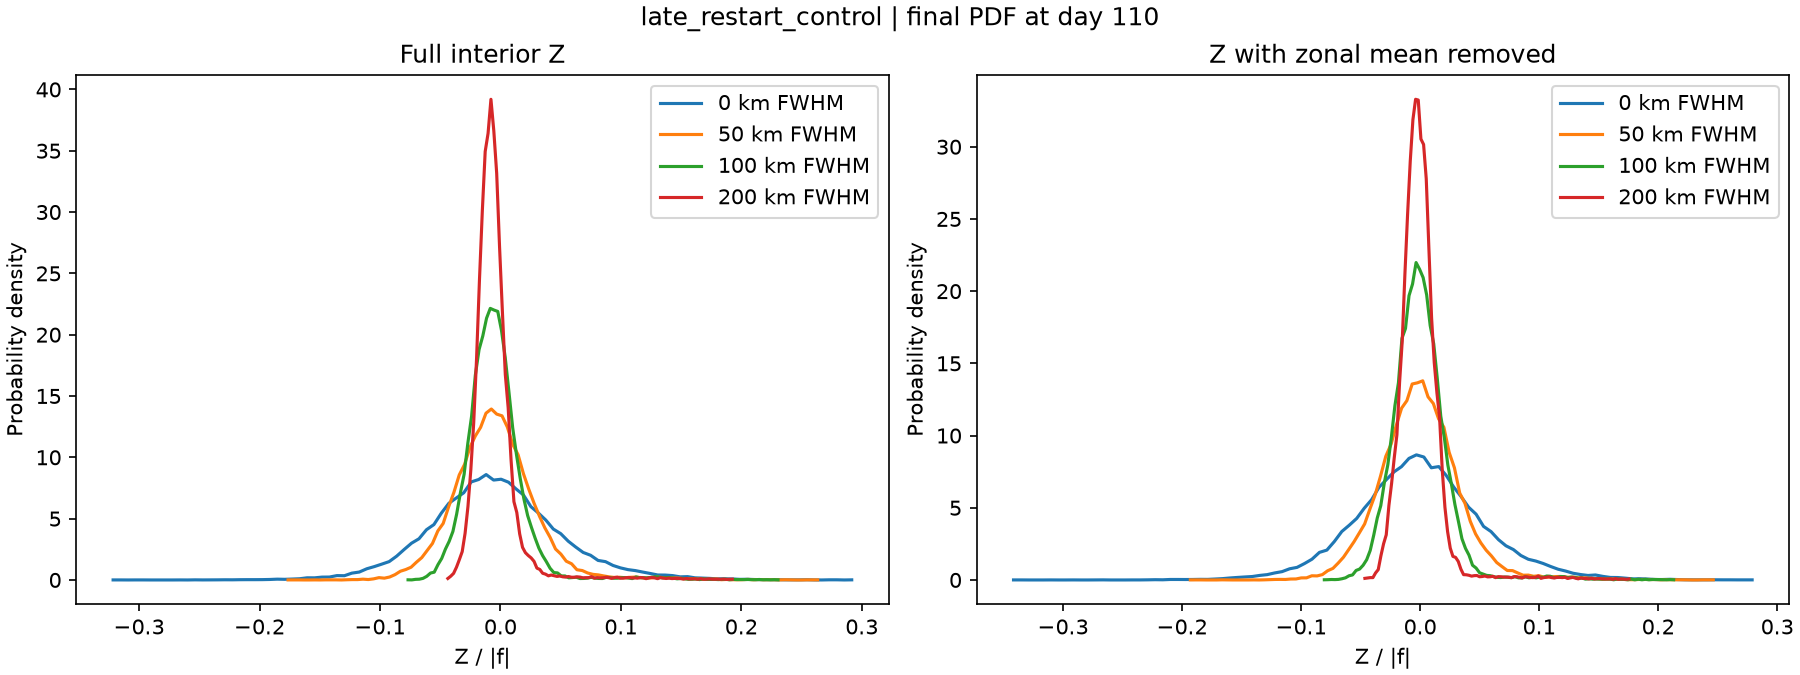 late_restart_control | final PDF at day 110
Full interior Z
Z with zonal mean removed
0 km FWHM
50 km FWHM
100 km FWHM
200 km FWHM
0 km FWHM
50 km FWHM
100 km FWHM
200 km FWHM
Probability density
40
35
30
25
20
15
10
5
0
−0.3 −0.2 −0.1 0.0 0.1 0.2 0.3
Z / |f|
Probability density
30
25
20
15
10
5
0
−0.3 −0.2 −0.1 0.0 0.1 0.2 0.3
Z / |f|